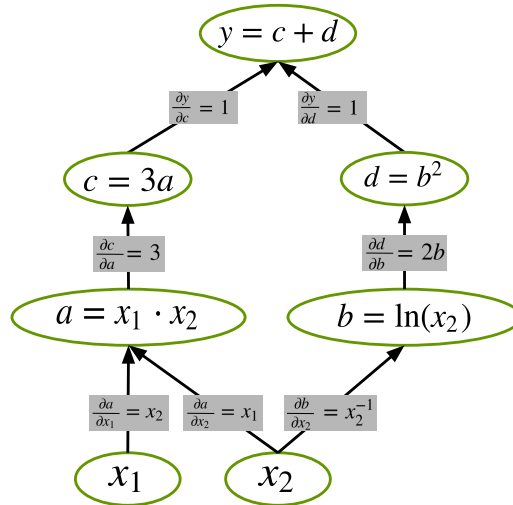 y = c + d
∂y/∂c = 1
∂y/∂d = 1
c = 3a
d = b²
∂c/∂a = 3
∂d/∂b = 2b
a = x₁ · x₂
b = ln(x₂)
∂a/∂x₁ = x₂
∂a/∂x₂ = x₁
∂b/∂x₂ = x₂⁻¹
x₁
x₂